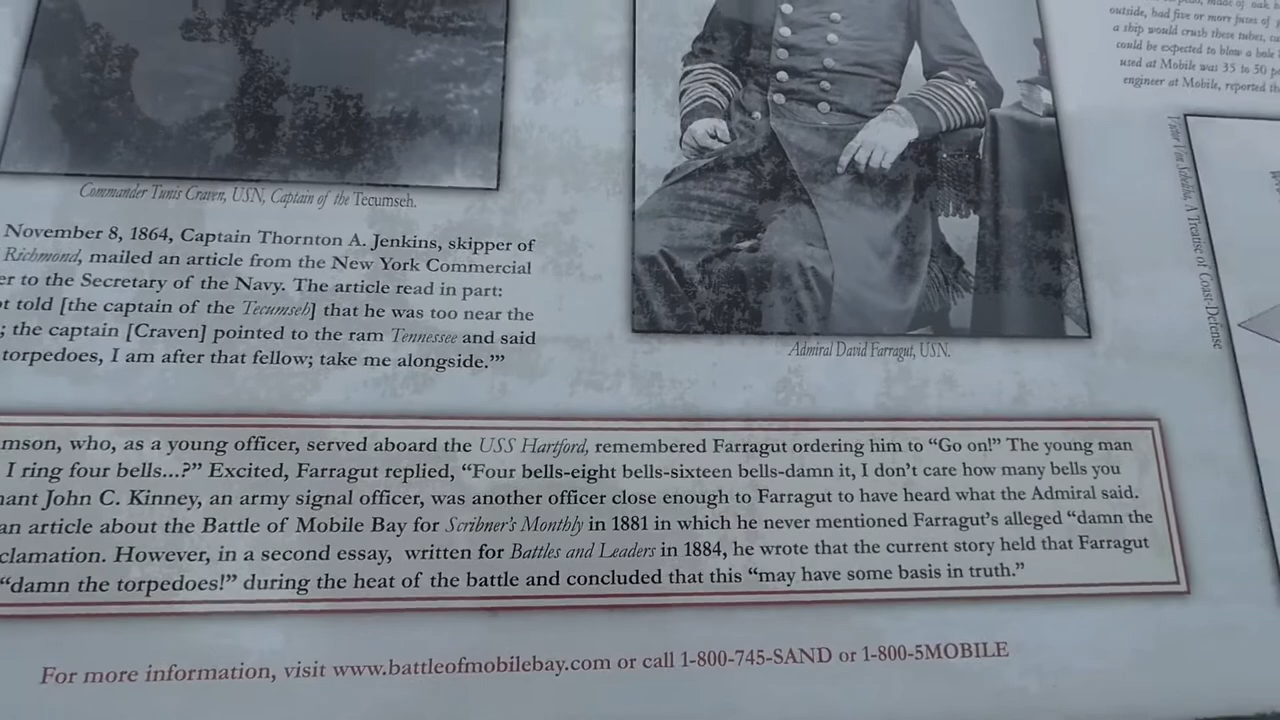 Commander Tunis Craven, USN, Captain of the Tecumseh.
November 8, 1864, Captain Thornton A. Jenkins, skipper of
Richmond, mailed an article from the New York Commercial
er to the Secretary of the Navy. The article read in part:
t told [the captain of the Tecumseh] that he was too near the
; the captain [Craven] pointed to the ram Tennessee and said
torpedoes, I am after that fellow; take me alongside.'”
Admiral David Farragut, USN.
outside, had five or more fuses of
a ship would crush these tubes,
could be expected to blow a hole
used at Mobile was 35 to 50
engineer at Mobile, reported
Victor Von Scheliha, A Treatise of Coast-Defense
mson, who, as a young officer, served aboard the USS Hartford, remembered Farragut ordering him to “Go on!” The young man
I ring four bells...?” Excited, Farragut replied, “Four bells-eight bells-sixteen bells-damn it, I don't care how many bells you
nant John C. Kinney, an army signal officer, was another officer close enough to Farragut to have heard what the Admiral said.
an article about the Battle of Mobile Bay for Scribner's Monthly in 1881 in which he never mentioned Farragut's alleged “damn the
clamation. However, in a second essay, written for Battles and Leaders in 1884, he wrote that the current story held that Farragut
“damn the torpedoes!” during the heat of the battle and concluded that this “may have some basis in truth.”
For more information, visit www.battleofmobilebay.com or call 1-800-745-SAND or 1-800-5MOBILE